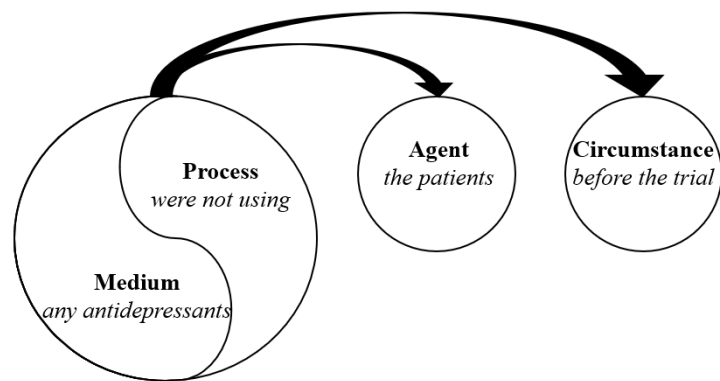 Process
were not using
Medium
any antidepressants
Agent
the patients
Circumstance
before the trial